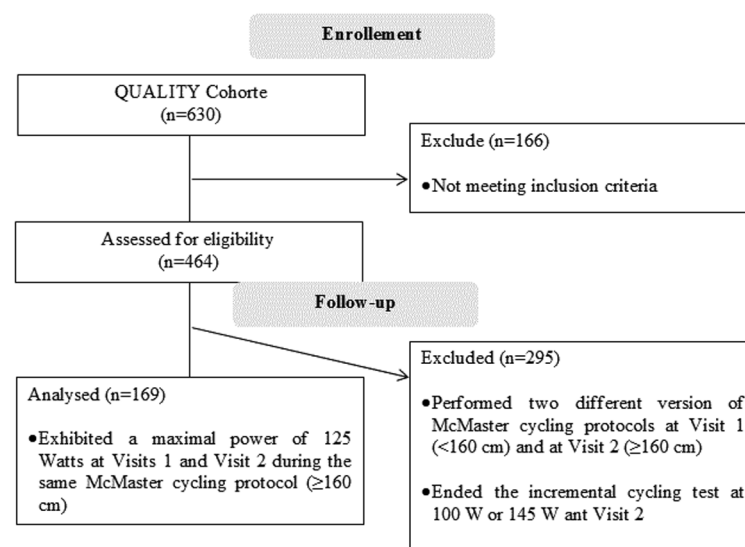 Enrollement
QUALITY Cohorte
(n=630)
Exclude (n=166)
●Not meeting inclusion criteria
Assessed for eligibility
(n=464)
Follow-up
Excluded (n=295)
●Performed two different version of
McMaster cycling protocols at Visit 1
(<160 cm) and at Visit 2 (≥160 cm)
●Ended the incremental cycling test at
100 W or 145 W ant Visit 2
Analysed (n=169)
●Exhibited a maximal power of 125
Watts at Visits 1 and Visit 2 during the
same McMaster cycling protocol (≥160
cm)